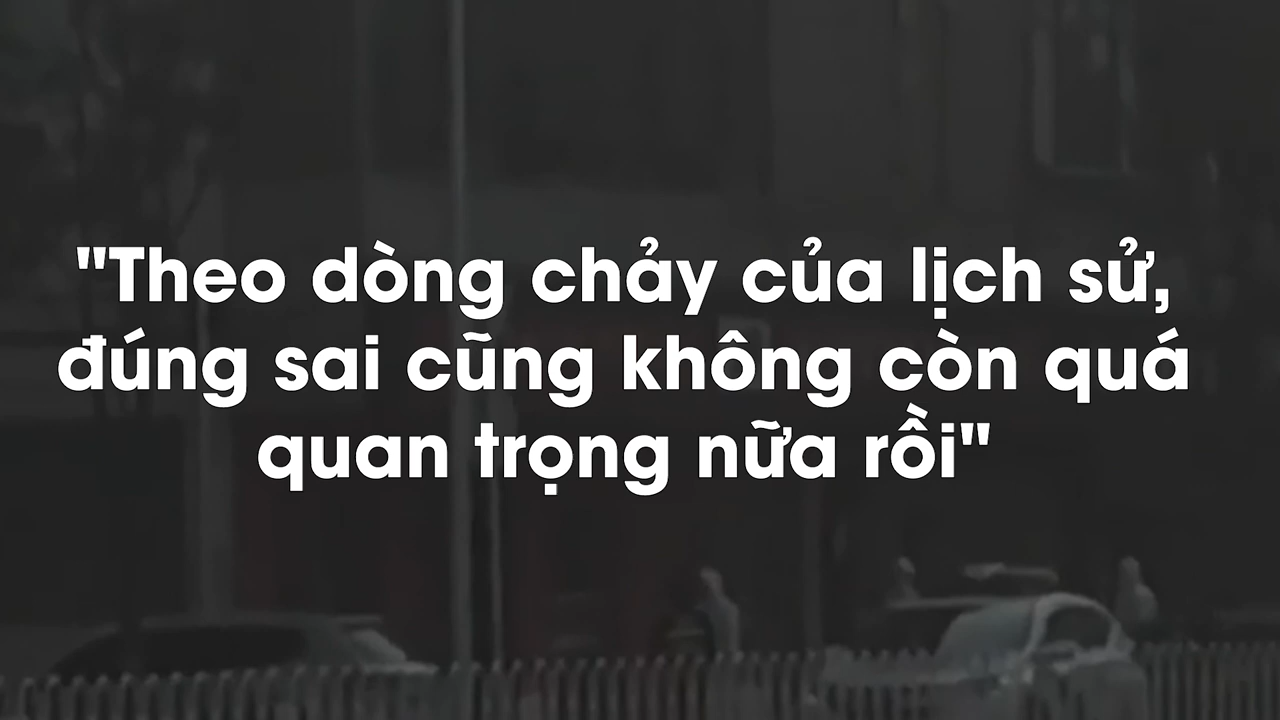 "Theo dòng chảy của lịch sử,
đúng sai cũng không còn quá
quan trọng nữa rồi"